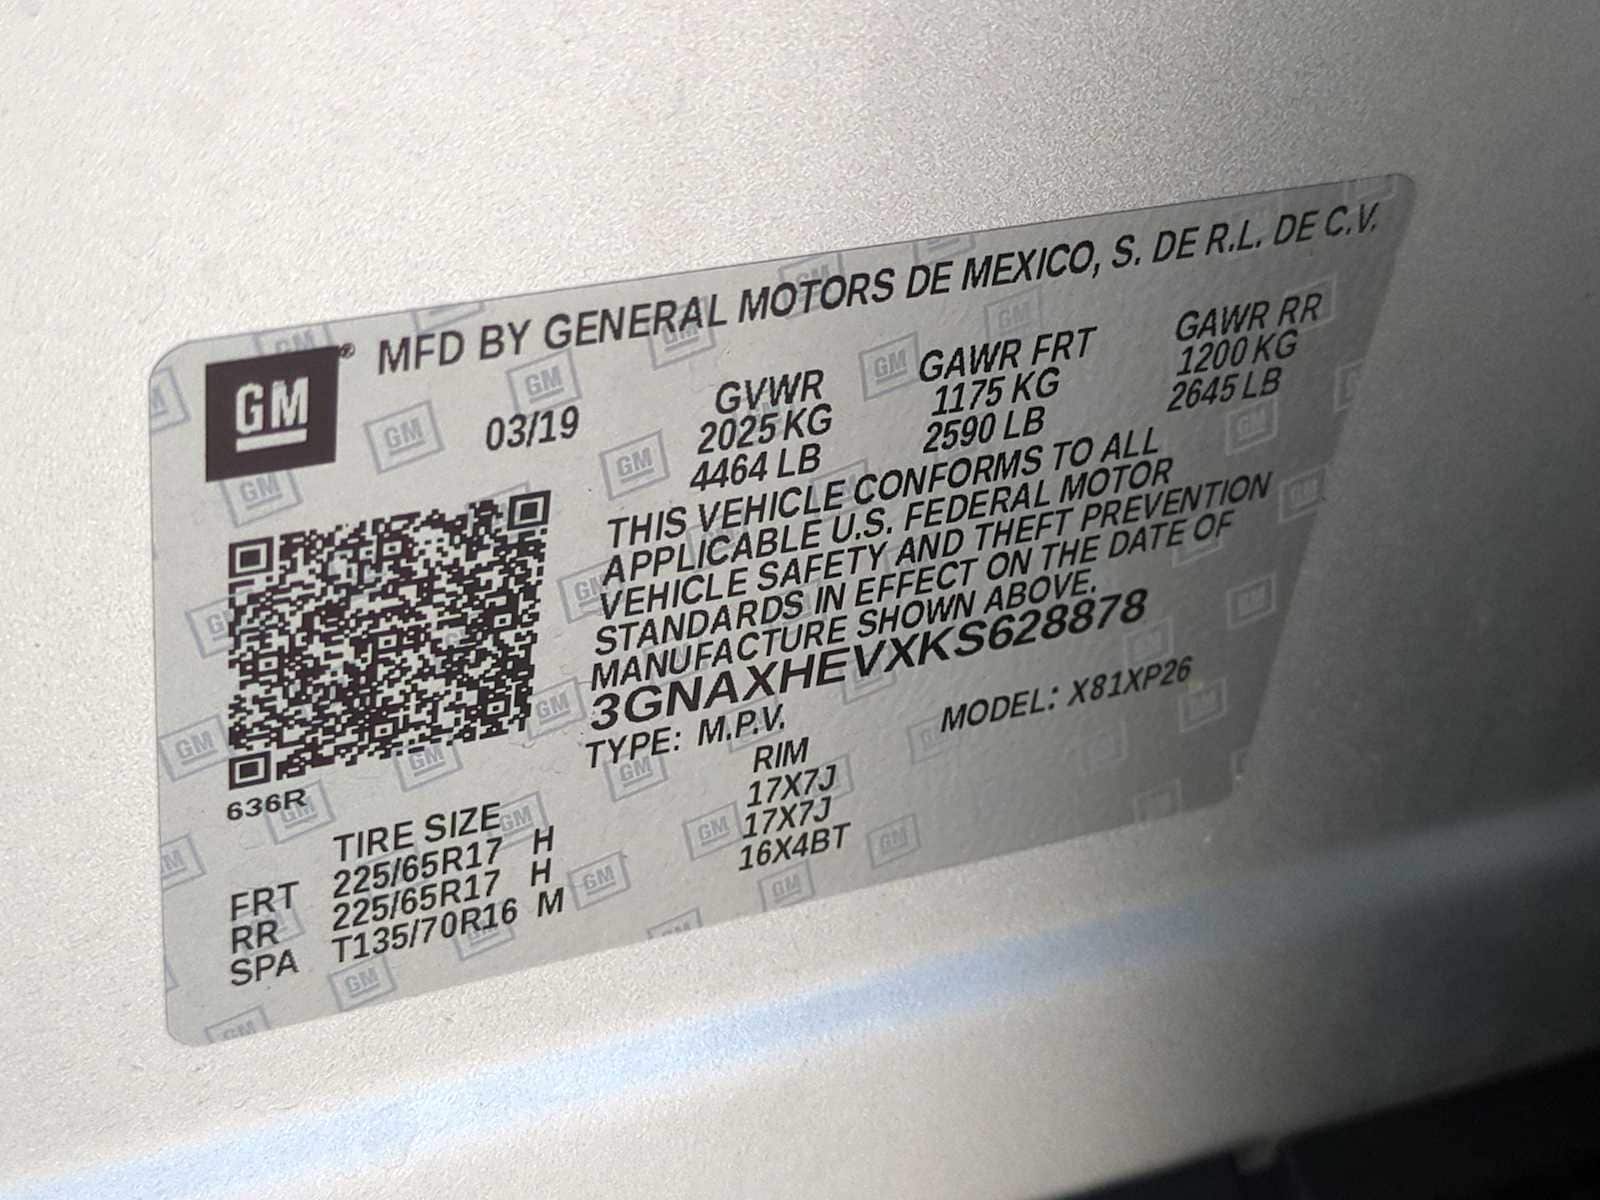 GM® MFD BY GENERAL MOTORS DE MEXICO, S. DE R.L. DE C.V.
03/19 GVWR GAWR FRT GAWR RR
2025 KG 1175 KG 1200 KG
4464 LB 2590 LB 2645 LB
THIS VEHICLE CONFORMS TO ALL
APPLICABLE U.S. FEDERAL MOTOR
VEHICLE SAFETY AND THEFT PREVENTION
STANDARDS IN EFFECT ON THE DATE OF
MANUFACTURE SHOWN ABOVE.
3GNAXHEVXKS628878
TYPE: M.P.V. MODEL: X81XP26
636R
TIRE SIZE RIM
FRT 225/65R17 H 17X7J
RR 225/65R17 H 17X7J
SPA T135/70R16 M 16X4BT